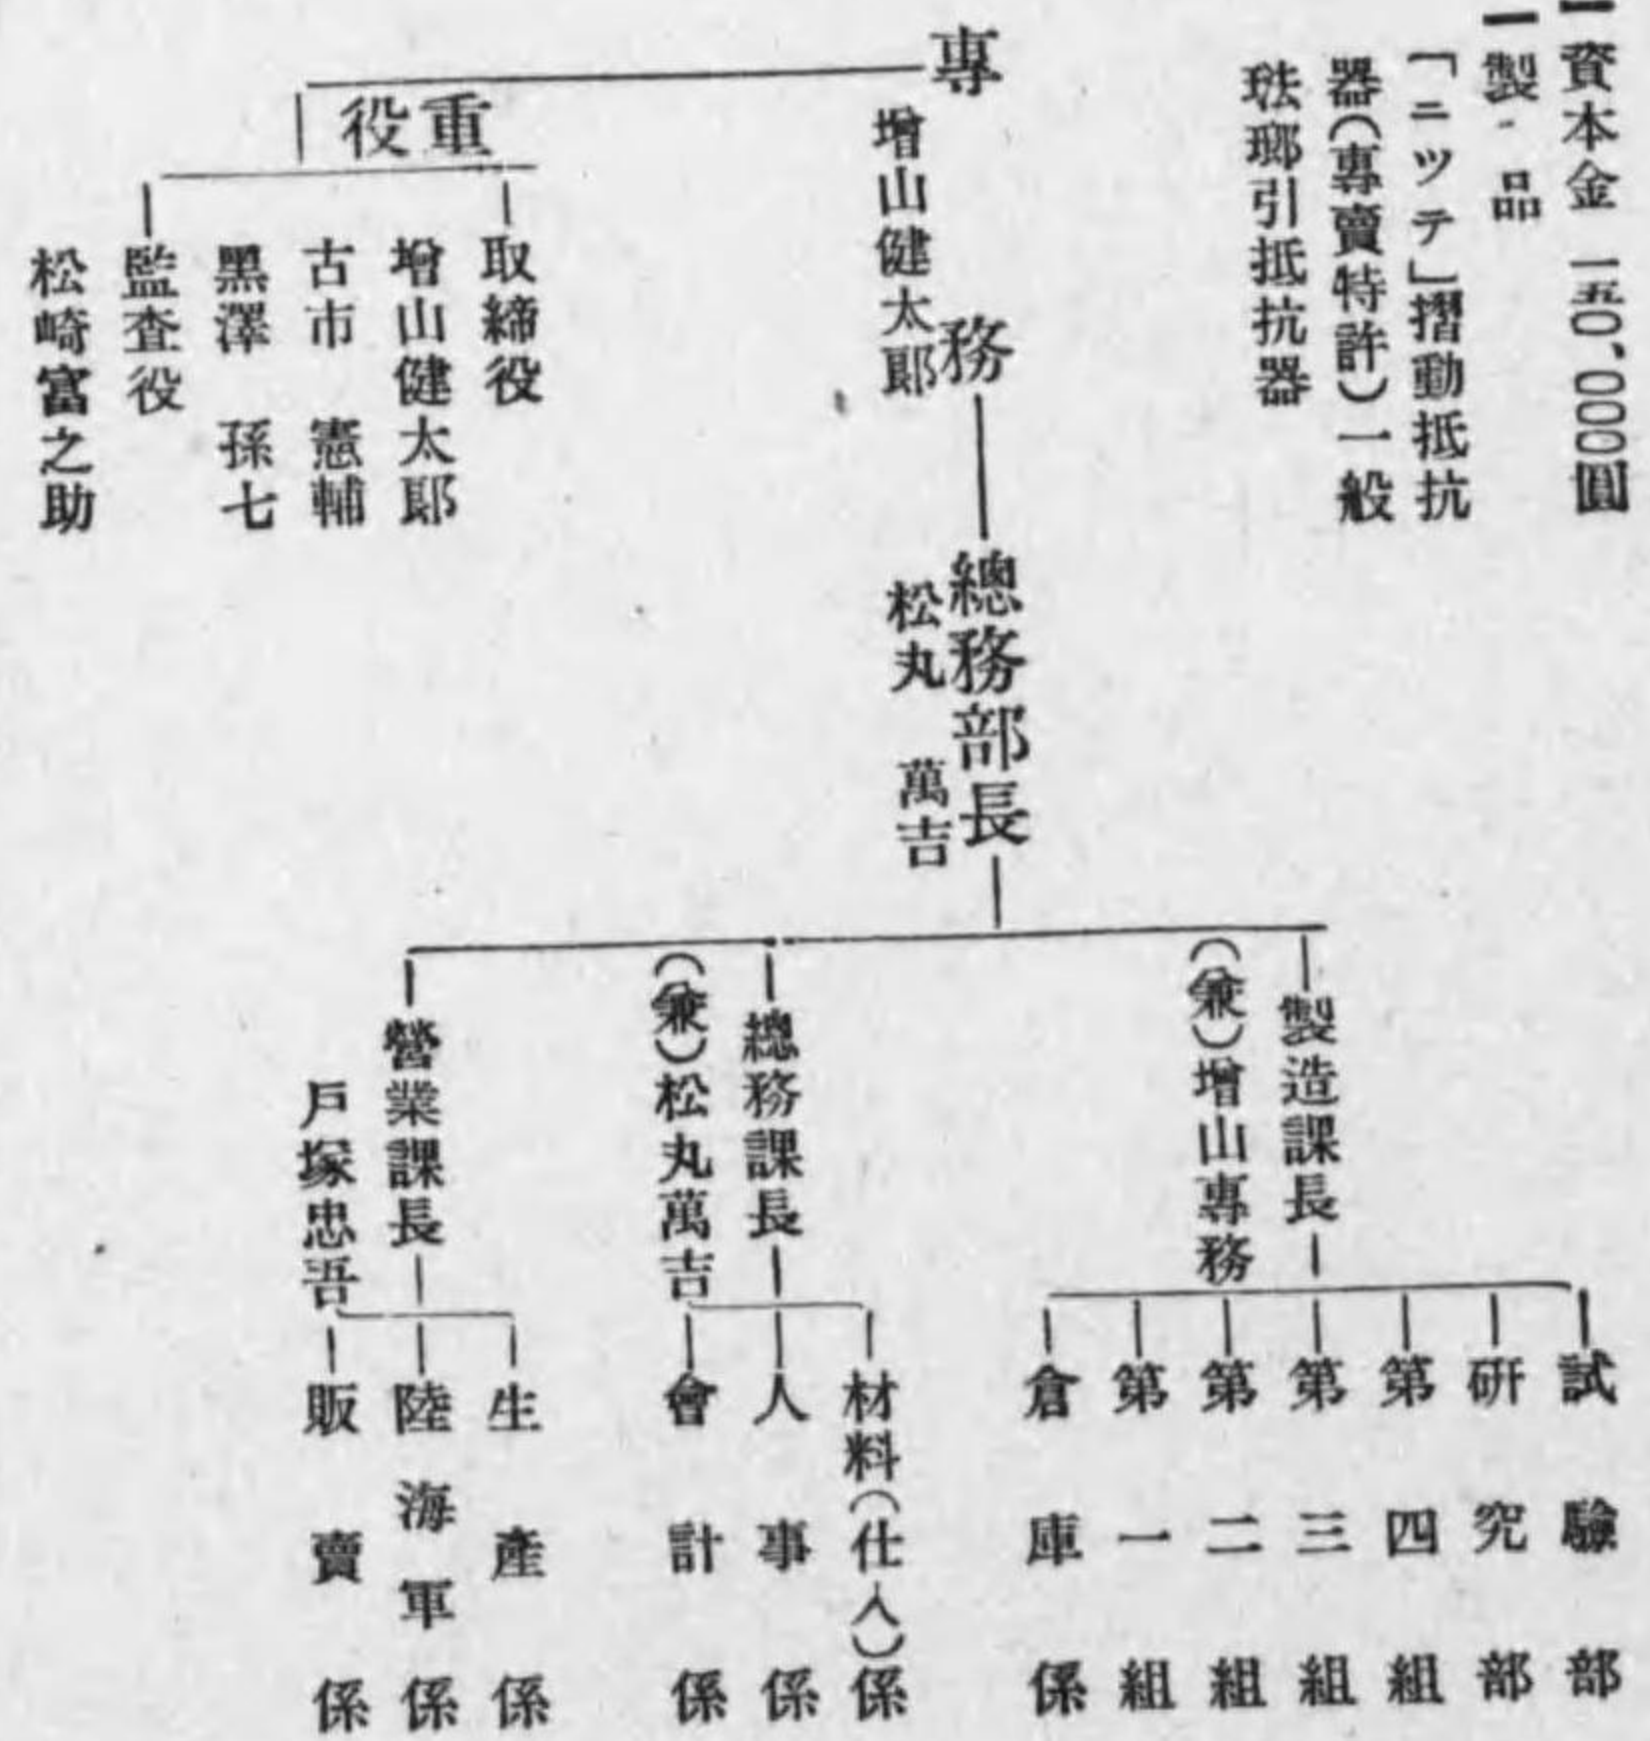 一資本金 一五〇、〇〇〇圓
一製品
「ニツテ」摺動抵抗
器(專賣特許)一般
琺瑯引抵抗器
專務
增山健太郞
重役
取締役
增山健太郞
古市 憲輔
黑澤 孫七
監査役
松崎富之助
總務部長
松丸 萬吉
製造課長
(兼)增山專務
試驗部
硏究部
第四組
第三組
第二組
第一組
倉庫係
總務課長
(兼)松丸萬吉
材料(仕入)係
人事係
會計係
營業課長
戶塚忠吾
生產係
陸海軍係
販賣係